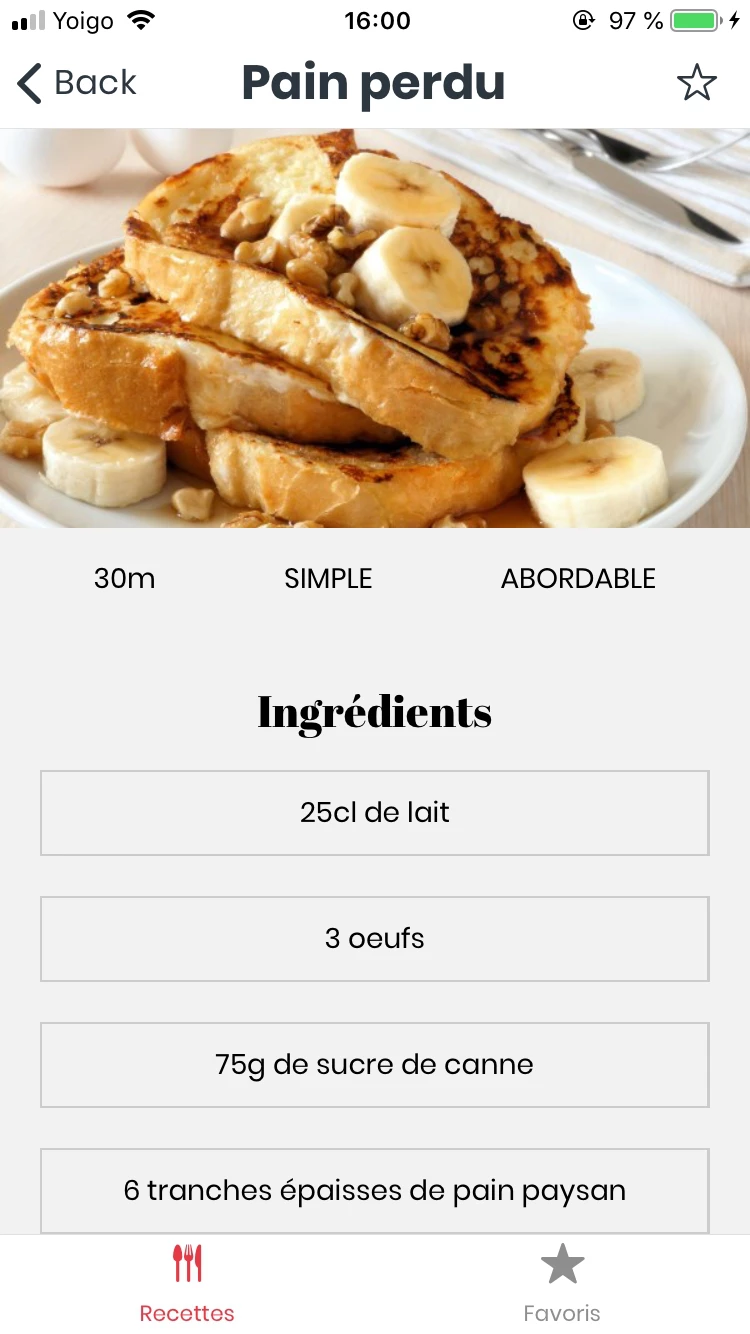 Yoigo 16:00 97 %
Back Pain perdu
30m SIMPLE ABORDABLE
Ingrédients
25cl de lait
3 oeufs
75g de sucre de canne
6 tranches épaisses de pain paysan
Recettes Favoris